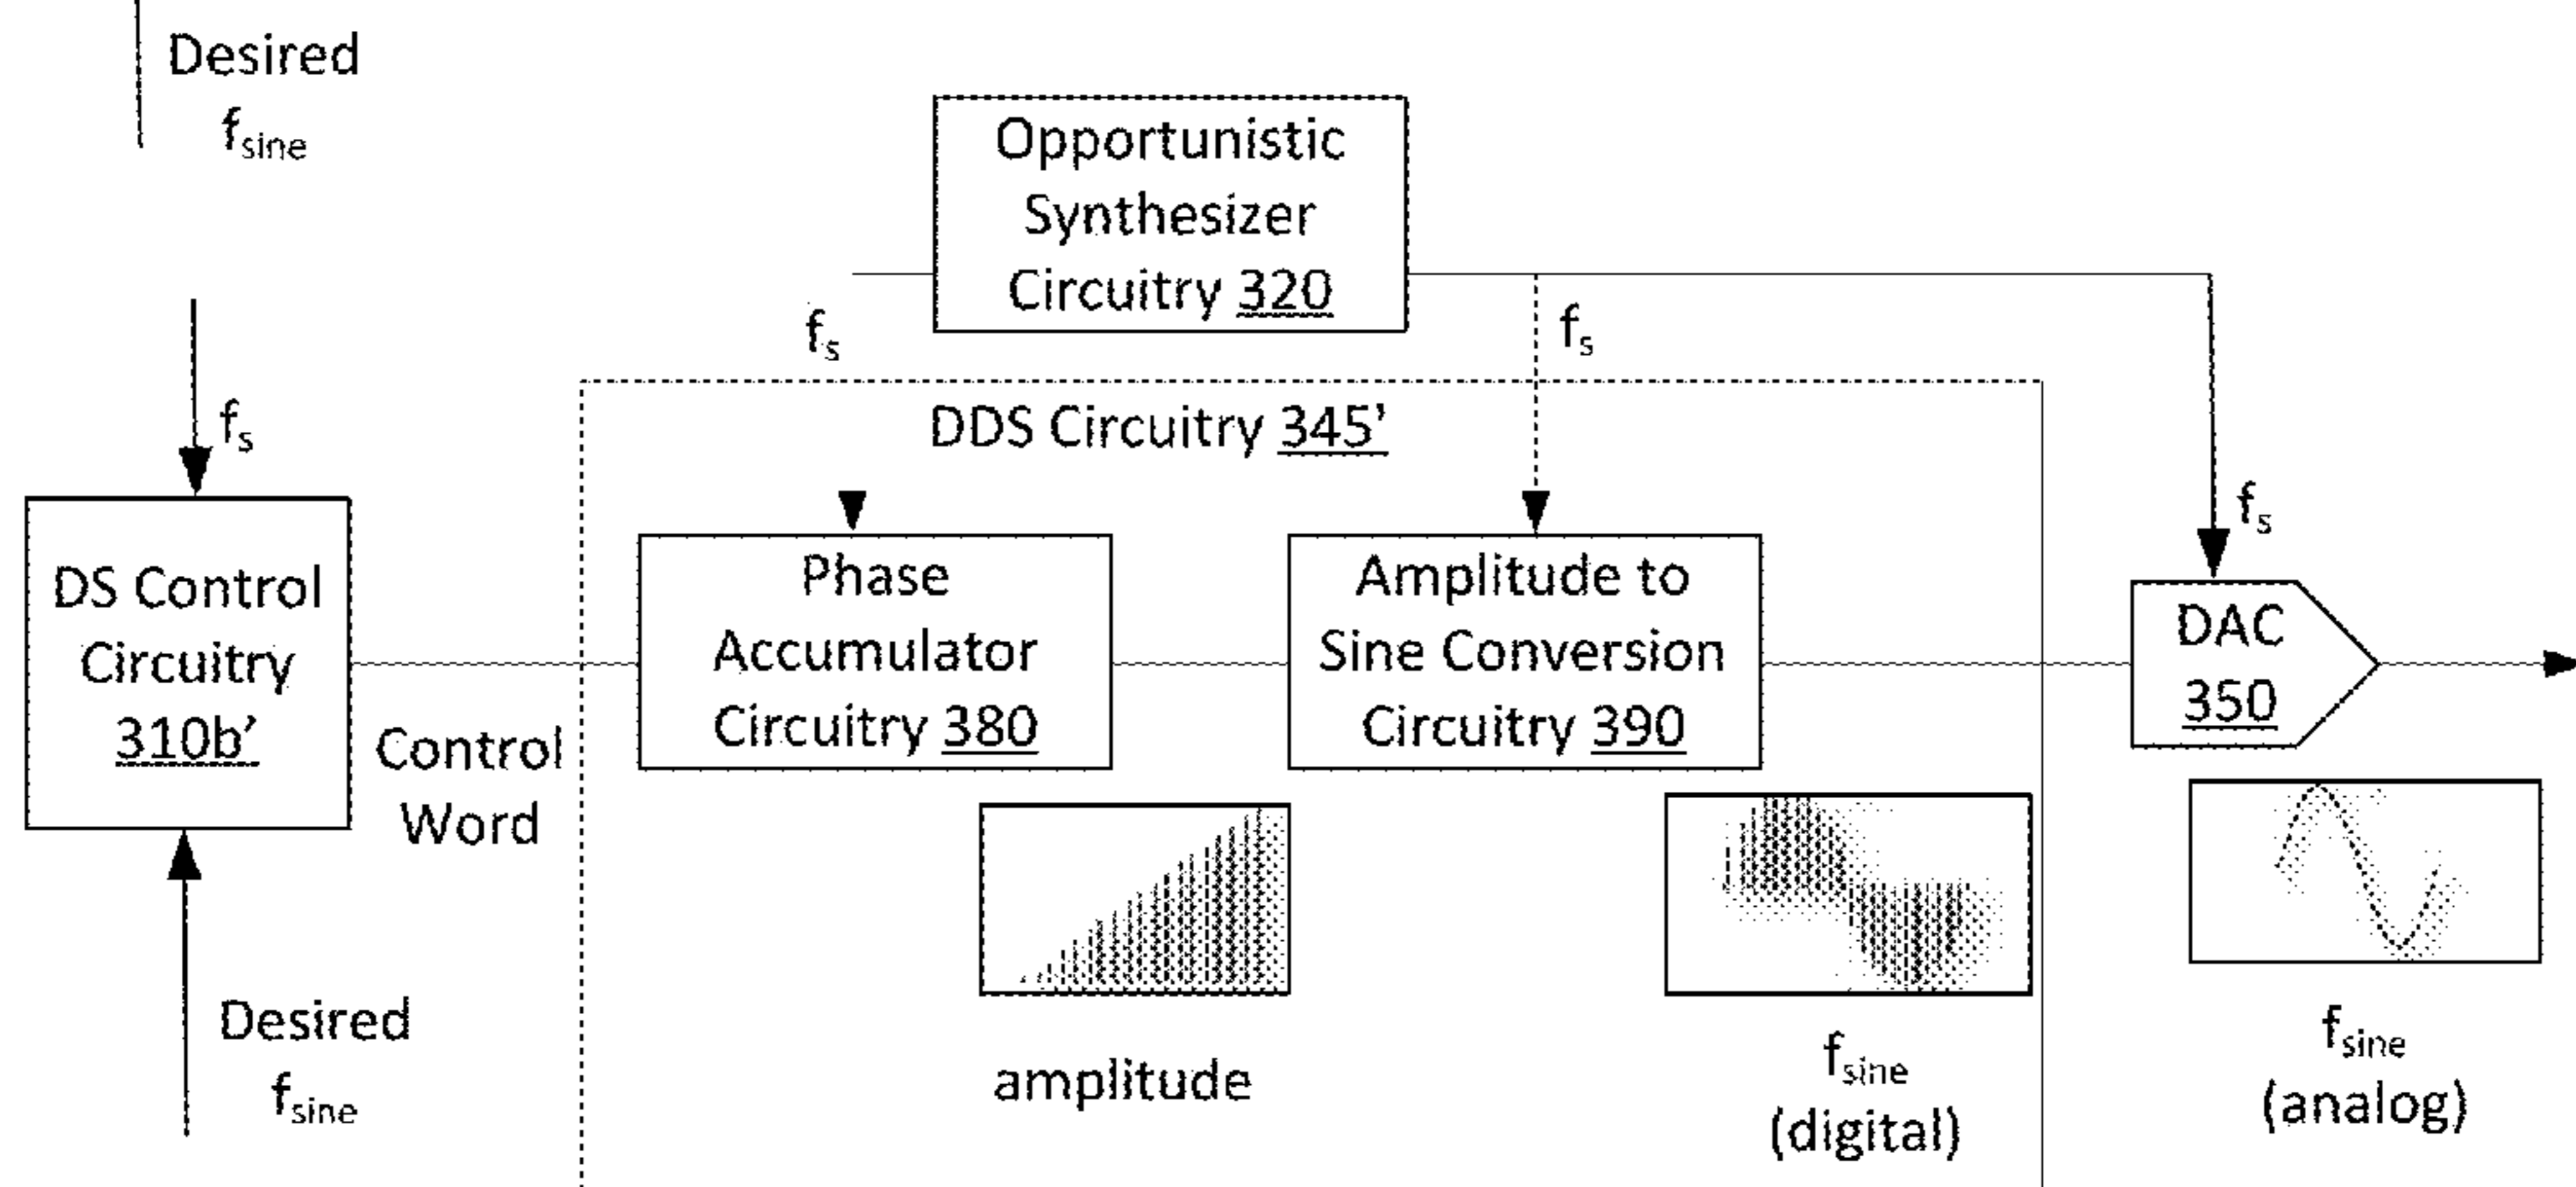 Desired
fsine
Opportunistic
Synthesizer
Circuitry 320
fs
fs
fs
DDS Circuitry 345'
fs
DS Control
Circuitry
310b'
Control
Word
Phase
Accumulator
Circuitry 380
Amplitude to
Sine Conversion
Circuitry 390
DAC
350
Desired
fsine
amplitude
fsine
(digital)
fsine
(analog)